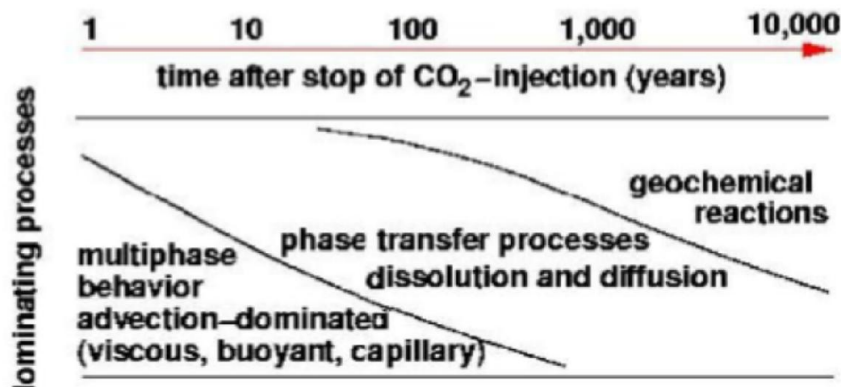 1 10 100 1,000 10,000
time after stop of CO₂-injection (years)
dominating processes
geochemical
reactions
phase transfer processes
dissolution and diffusion
multiphase
behavior
advection-dominated
(viscous, buoyant, capillary)